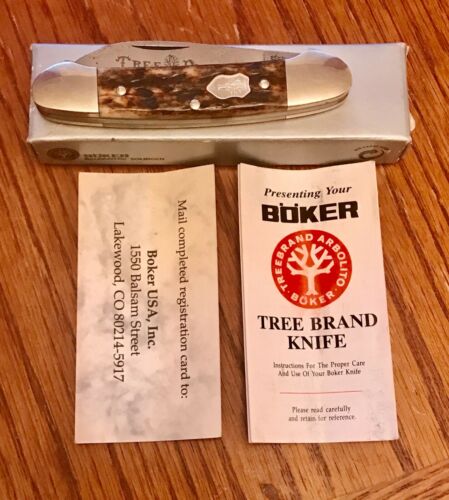 TREE
BÖKER
Mail completed registration card to:
Boker USA, Inc.
1550 Balsam Street
Lakewood, CO 80214-5917
Presenting Your
BÖKER
TREEBRAND ARBOLITO
BÖKER
TREE BRAND
KNIFE
Instructions For The Proper Care
And Use Of Your Boker Knife
Please read carefully
and retain for reference.